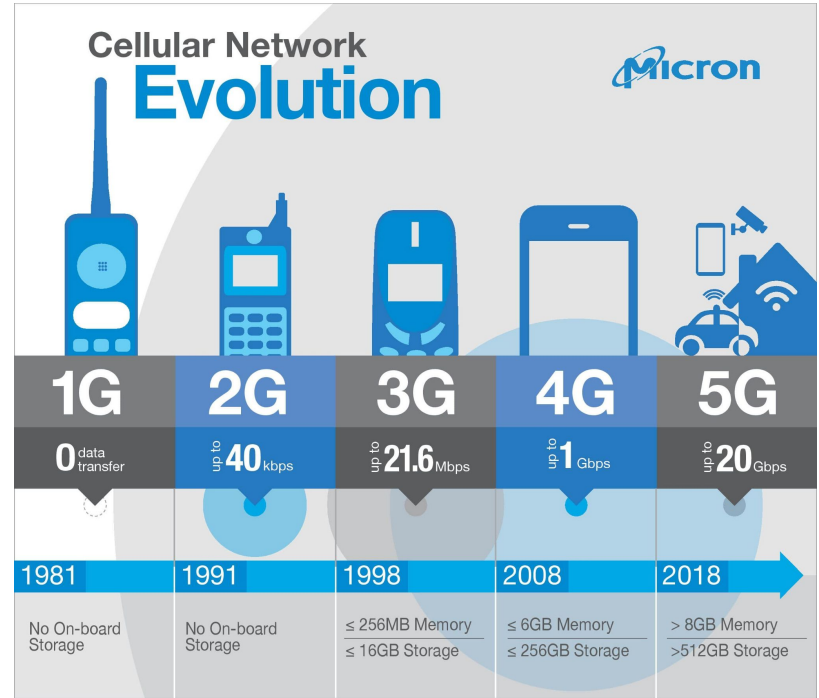 Cellular Network
Evolution
Micron
1G
2G
3G
4G
5G
0 data transfer
up to 40 kbps
up to 21.6 Mbps
up to 1 Gbps
up to 20 Gbps
1981
1991
1998
2008
2018
No On-board
Storage
No On-board
Storage
≤ 256MB Memory
≤ 16GB Storage
≤ 6GB Memory
≤ 256GB Storage
> 8GB Memory
>512GB Storage